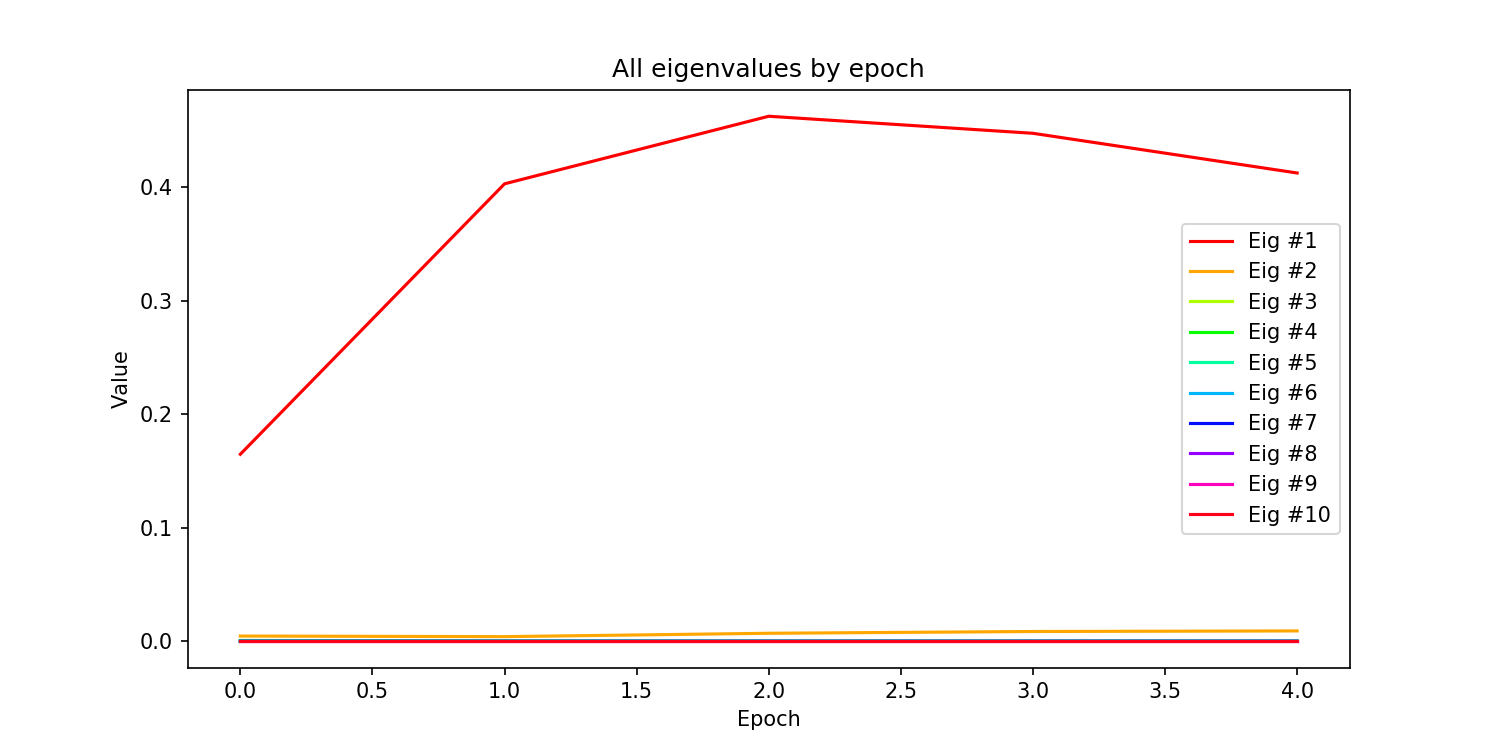 All eigenvalues by epoch
Value
0.4
0.3
0.2
0.1
0.0
Eig #1
Eig #2
Eig #3
Eig #4
Eig #5
Eig #6
Eig #7
Eig #8
Eig #9
Eig #10
0.0 0.5 1.0 1.5 2.0 2.5 3.0 3.5 4.0
Epoch